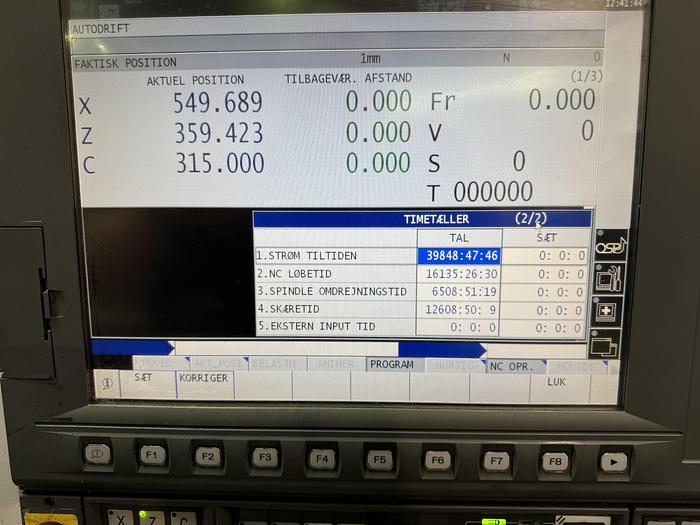 12:41:44
AUTODRIFT
FAKTISK POSITION 1mm N 0
AKTUEL POSITION TILBAGEVÆR. AFSTAND (1/3)
X 549.689 0.000 Fr 0.000
Z 359.423 0.000 V 0
C 315.000 0.000 S 0
T 000000
TIMETÆLLER (2/2)
TAL SÆT
1.STRØM TILTIDEN 39848:47:46 0: 0: 0
2.NC LØBETID 16135:26:30 0: 0: 0
3.SPINDLE OMDREJNINGSTID 6508:51:19 0: 0: 0
4.SKÆRETID 12608:50: 9 0: 0: 0
5.EKSTERN INPUT TID 0: 0: 0 0: 0: 0
OSP
AKT_POSI BELASTN. ANIMER PROGRAM HURTIG NC OPR. HOVIDE
SÆT KORRIGER LUK
F1 F2 F3 F4 F5 F6 F7 F8
X Z C